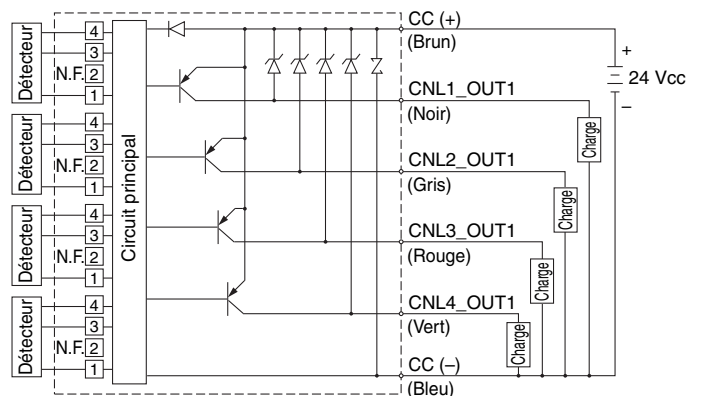 Détecteur
4
3
N.F. 2
1
Détecteur
4
3
N.F. 2
1
Détecteur
4
3
N.F. 2
1
Détecteur
4
3
N.F. 2
1
Circuit principal
CC (+)
(Brun)
CNL1_OUT1
(Noir)
CNL2_OUT1
(Gris)
CNL3_OUT1
(Rouge)
CNL4_OUT1
(Vert)
CC (–)
(Bleu)
Charge
Charge
Charge
Charge
+
24 Vcc
–